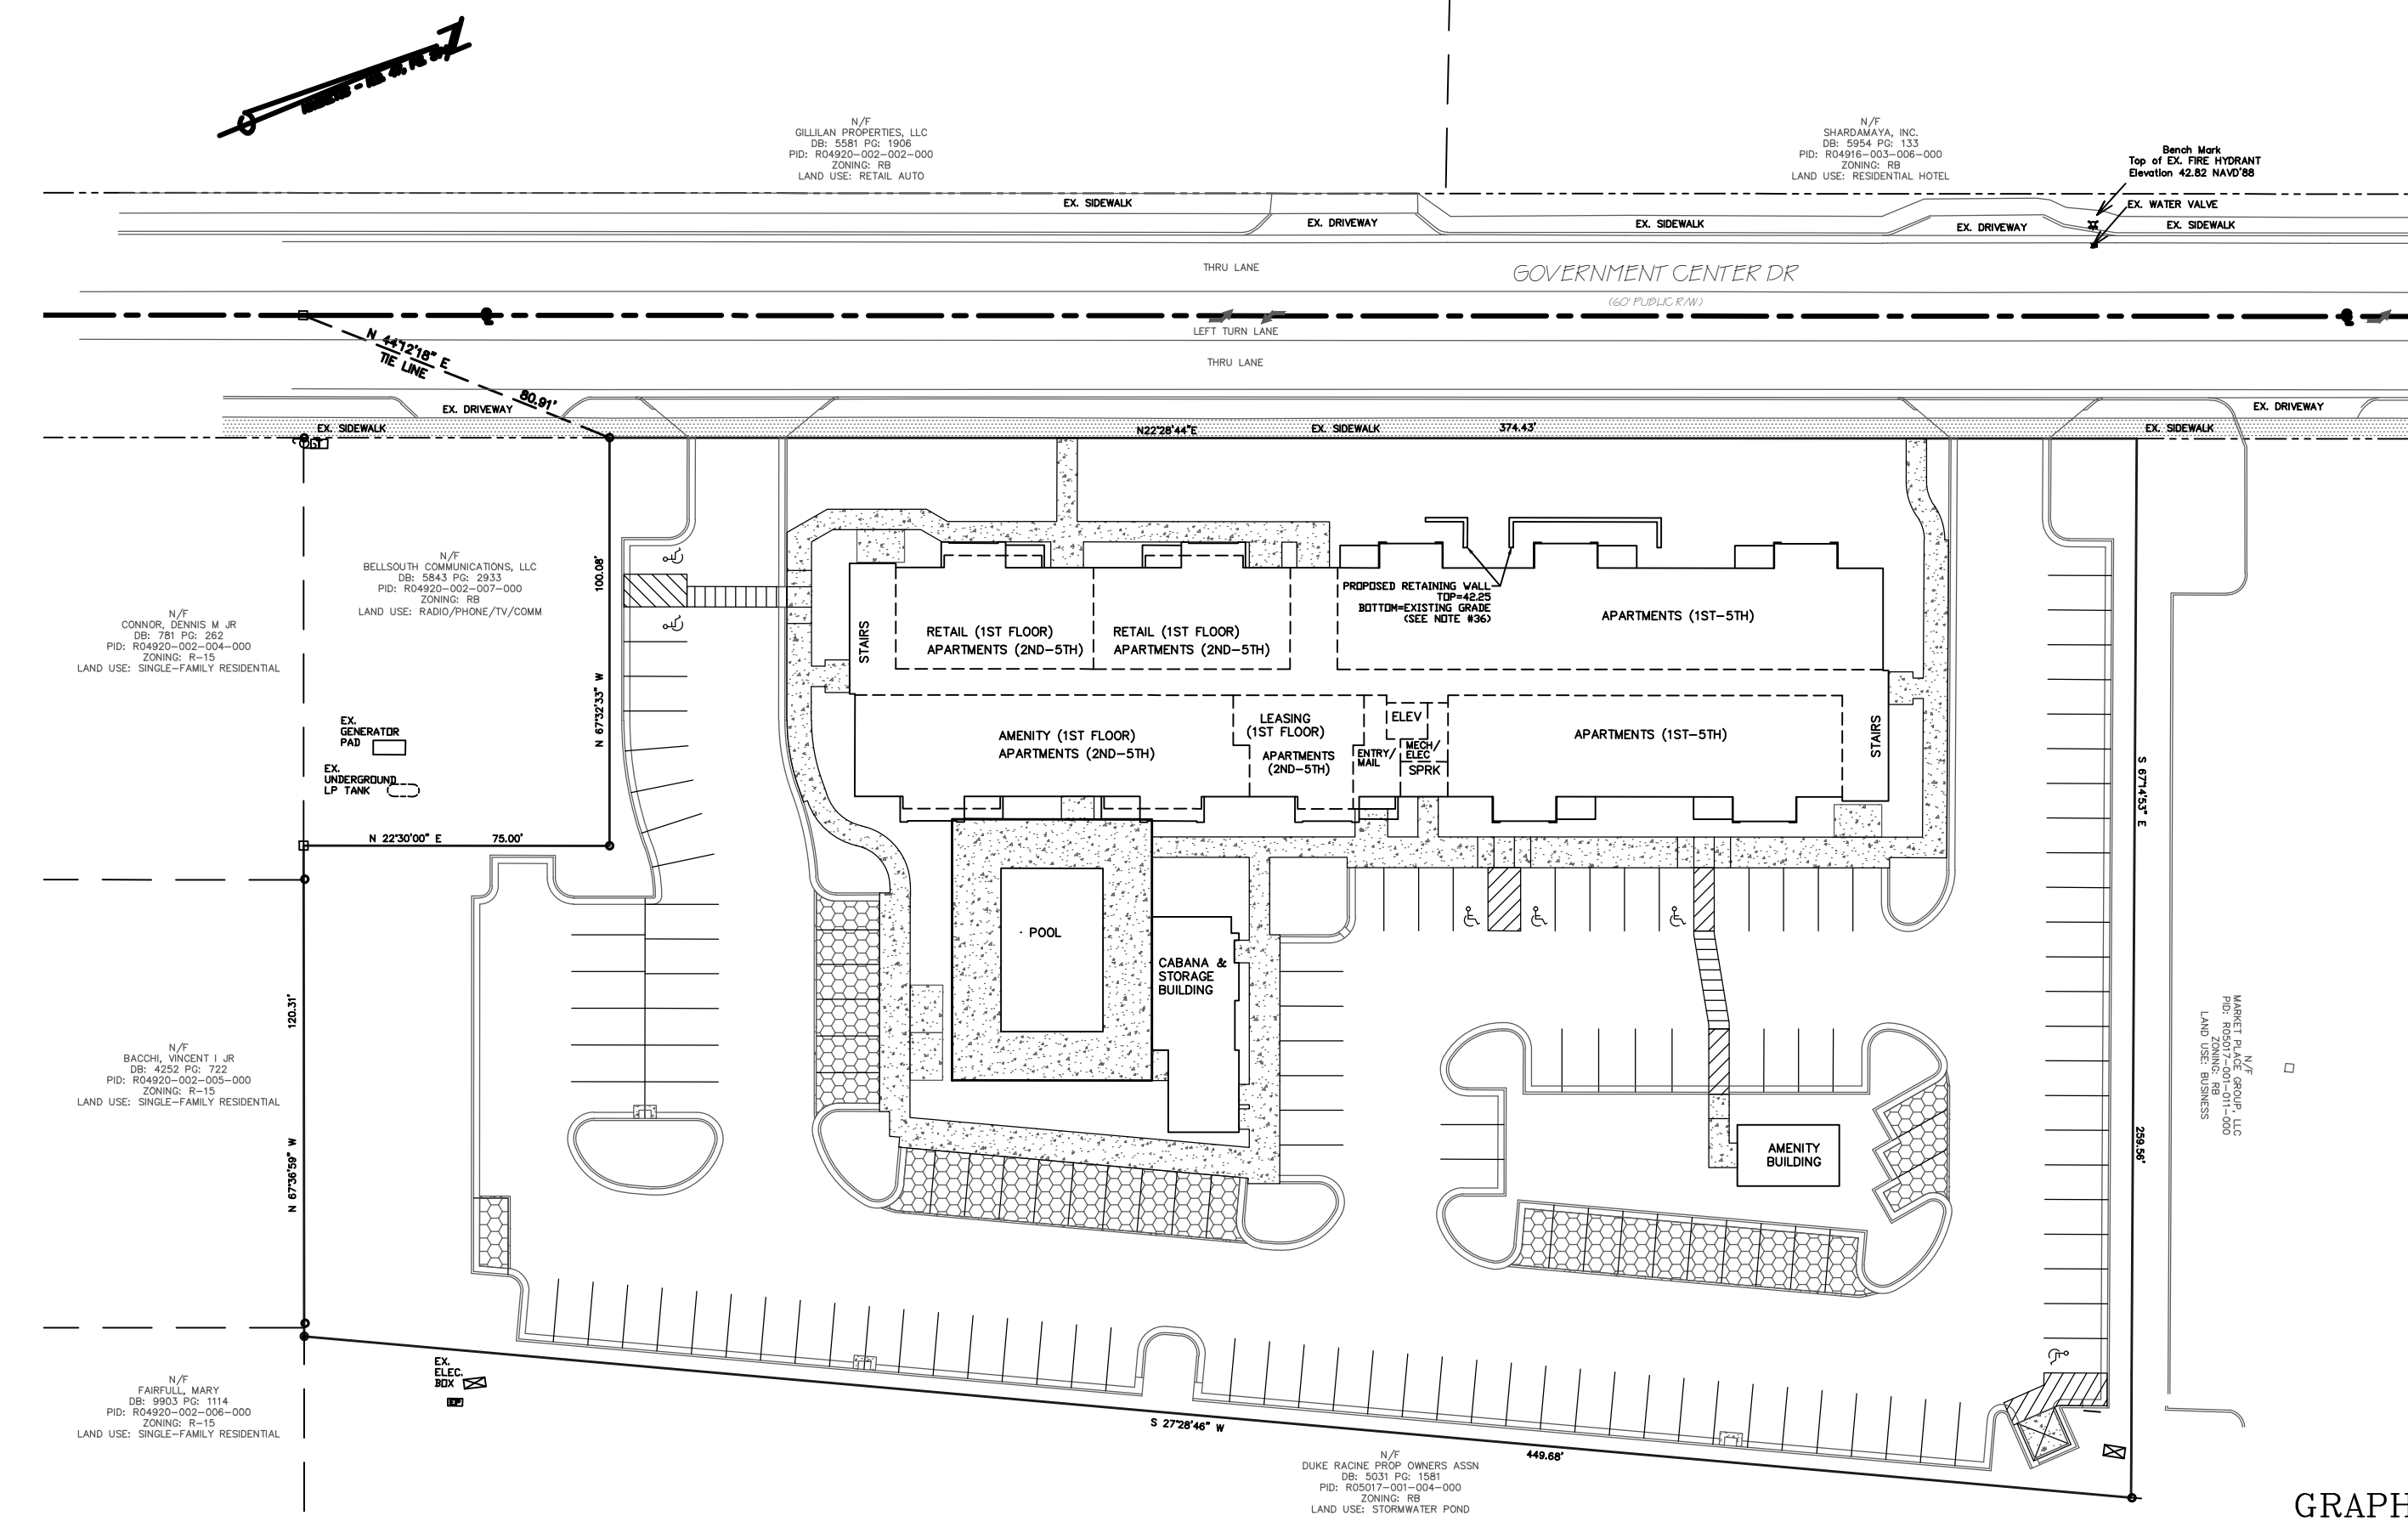 N/F
GILLILAN PROPERTIES, LLC
DB: 5581 PG: 1906
PID: R04920-002-002-000
ZONING: RB
LAND USE: RETAIL AUTO
N/F
SHARDAMAYA, INC.
DB: 5954 PG: 133
PID: R04916-003-006-000
ZONING: RB
LAND USE: RESIDENTIAL HOTEL
Bench Mark
Top of EX. FIRE HYDRANT
Elevation 42.82 NAVD'88
EX. WATER VALVE
EX. SIDEWALK
EX. DRIVEWAY
EX. SIDEWALK
EX. DRIVEWAY
EX. SIDEWALK
THRU LANE
GOVERNMENT CENTER DR
(60' PUBLIC R/W)
LEFT TURN LANE
THRU LANE
N 44°12'18" E
TIE LINE
80.91'
EX. DRIVEWAY
EX. DRIVEWAY
EX. SIDEWALK
N22°28'44"E
EX. SIDEWALK
374.43'
EX. SIDEWALK
N/F
BELLSOUTH COMMUNICATIONS, LLC
DB: 5843 PG: 2933
PID: R04920-002-007-000
ZONING: RB
LAND USE: RADIO/PHONE/TV/COMM
100.08'
N 67°32'33" W
N/F
CONNOR, DENNIS M JR
DB: 781 PG: 262
PID: R04920-002-004-000
ZONING: R-15
LAND USE: SINGLE-FAMILY RESIDENTIAL
PROPOSED RETAINING WALL
TOP=42.25
BOTTOM=EXISTING GRADE
(SEE NOTE #36)
APARTMENTS (1ST-5TH)
STAIRS
RETAIL (1ST FLOOR)
APARTMENTS (2ND-5TH)
RETAIL (1ST FLOOR)
APARTMENTS (2ND-5TH)
EX.
GENERATOR
PAD
EX.
UNDERGROUND
LP TANK
AMENITY (1ST FLOOR)
APARTMENTS (2ND-5TH)
LEASING
(1ST FLOOR)
APARTMENTS
(2ND-5TH)
ENTRY/
MAIL
ELEV
MECH/
ELEC
SPRK
APARTMENTS (1ST-5TH)
STAIRS
S 67°14'53" E
259.56'
N 22°30'00" E
75.00'
POOL
CABANA &
STORAGE
BUILDING
120.31'
N 67°36'59" W
N/F
BACCHI, VINCENT I JR
DB: 4252 PG: 722
PID: R04920-002-005-000
ZONING: R-15
LAND USE: SINGLE-FAMILY RESIDENTIAL
N/F
MARKET PLACE GROUP, LLC
PID: R05017-001-011-000
ZONING: RB
LAND USE: BUSINESS
AMENITY
BUILDING
EX.
ELEC.
BOX
N/F
FAIRFULL, MARY
DB: 9903 PG: 1114
PID: R04920-002-006-000
ZONING: R-15
LAND USE: SINGLE-FAMILY RESIDENTIAL
S 27°28'46" W
449.68'
N/F
DUKE RACINE PROP OWNERS ASSN
DB: 5031 PG: 1581
PID: R05017-001-004-000
ZONING: RB
LAND USE: STORMWATER POND
GRAPH